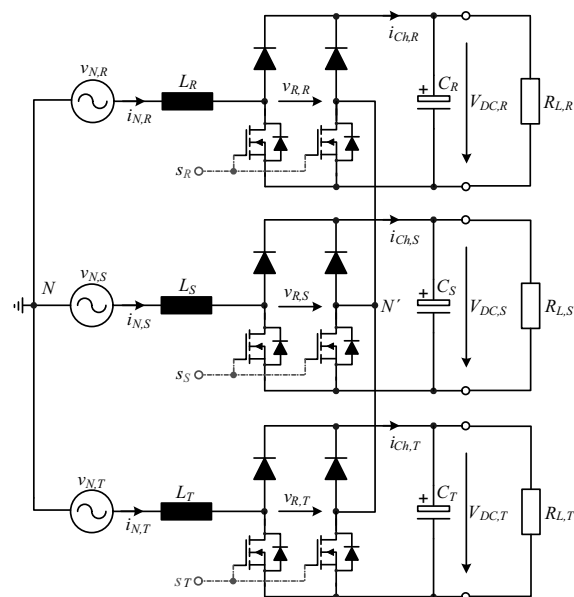 i_{Ch,R}
v_{N,R}
L_R
v_{R,R}
+
C_R
V_{DC,R}
R_{L,R}
i_{N,R}
s_R
i_{Ch,S}
N
v_{N,S}
L_S
v_{R,S}
N´
+
C_S
V_{DC,S}
R_{L,S}
i_{N,S}
s_S
i_{Ch,T}
v_{N,T}
L_T
v_{R,T}
+
C_T
V_{DC,T}
R_{L,T}
i_{N,T}
s_T